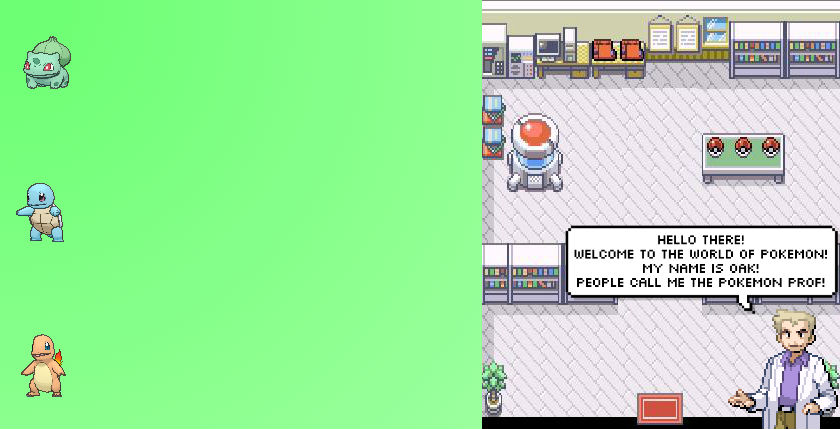 HELLO THERE!
WELCOME TO THE WORLD OF POKEMON!
MY NAME IS OAK!
PEOPLE CALL ME THE POKEMON PROF!